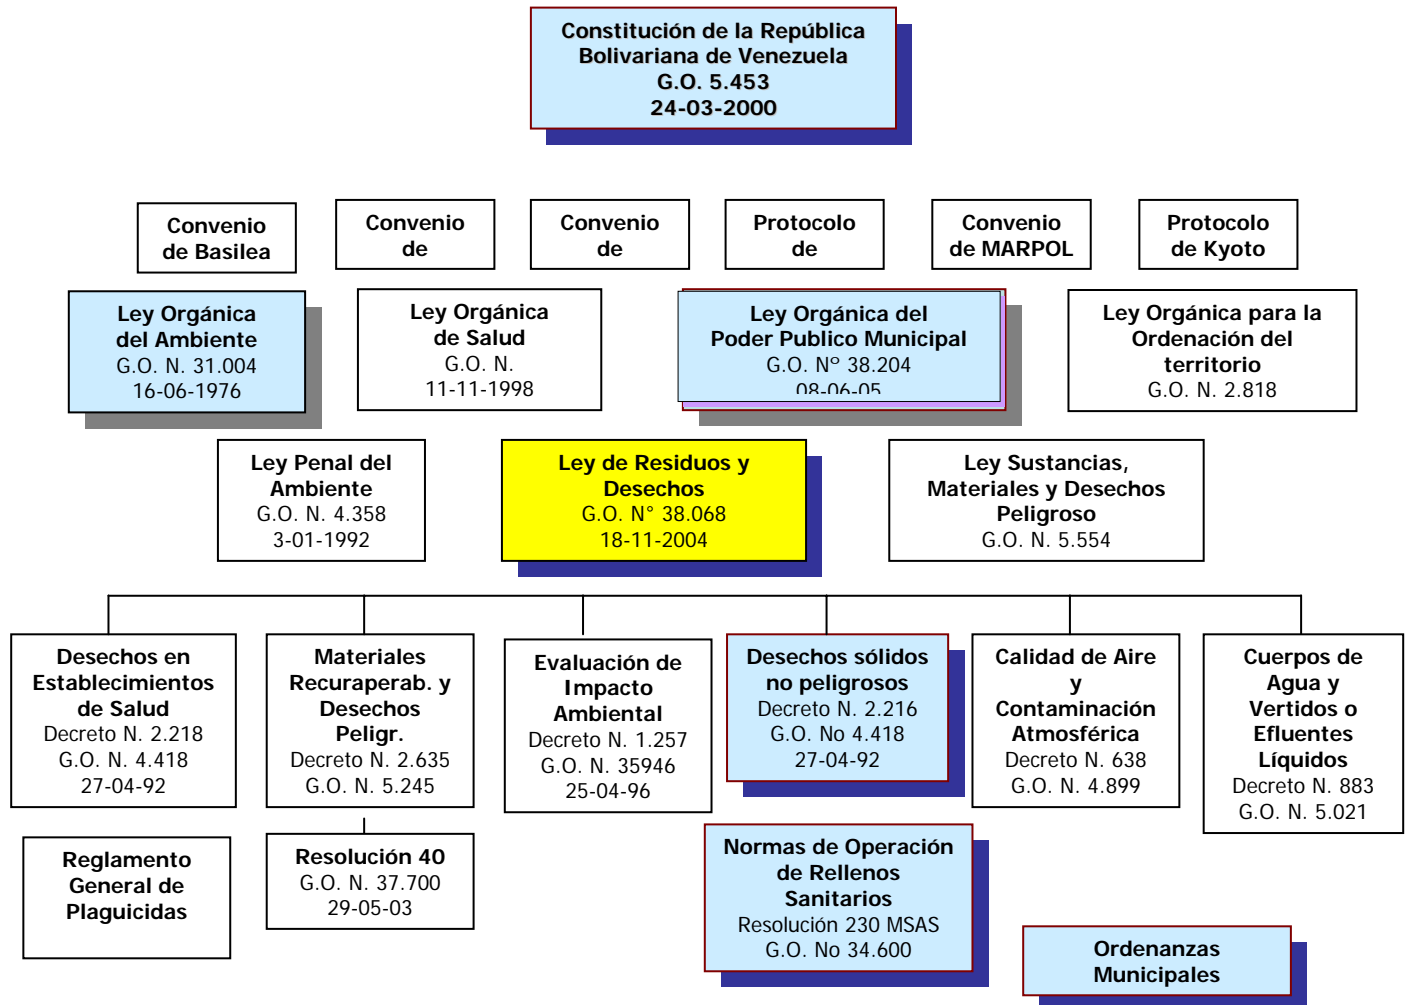 Constitución de la República
Bolivariana de Venezuela
G.O. 5.453
24-03-2000
Convenio
de Basilea
Convenio
de
Convenio
de
Protocolo
de
Convenio
de MARPOL
Protocolo
de Kyoto
Ley Orgánica
del Ambiente
G.O. N. 31.004
16-06-1976
Ley Orgánica
de Salud
G.O. N.
11-11-1998
Ley Orgánica del
Poder Publico Municipal
G.O. Nº 38.204
08-06-05
Ley Orgánica para la
Ordenación del
territorio
G.O. N. 2.818
Ley Penal del
Ambiente
G.O. N. 4.358
3-01-1992
Ley de Residuos y
Desechos
G.O. N° 38.068
18-11-2004
Ley Sustancias,
Materiales y Desechos
Peligroso
G.O. N. 5.554
Desechos en
Establecimientos
de Salud
Decreto N. 2.218
G.O. N. 4.418
27-04-92
Materiales
Recuraperab. y
Desechos
Peligr.
Decreto N. 2.635
G.O. N. 5.245
Evaluación de
Impacto
Ambiental
Decreto N. 1.257
G.O. N. 35946
25-04-96
Desechos sólidos
no peligrosos
Decreto N. 2.216
G.O. No 4.418
27-04-92
Calidad de Aire
y
Contaminación
Atmosférica
Decreto N. 638
G.O. N. 4.899
Cuerpos de
Agua y
Vertidos o
Efluentes
Líquidos
Decreto N. 883
G.O. N. 5.021
Reglamento
General de
Plaguicidas
Resolución 40
G.O. N. 37.700
29-05-03
Normas de Operación
de Rellenos
Sanitarios
Resolución 230 MSAS
G.O. No 34.600
Ordenanzas
Municipales